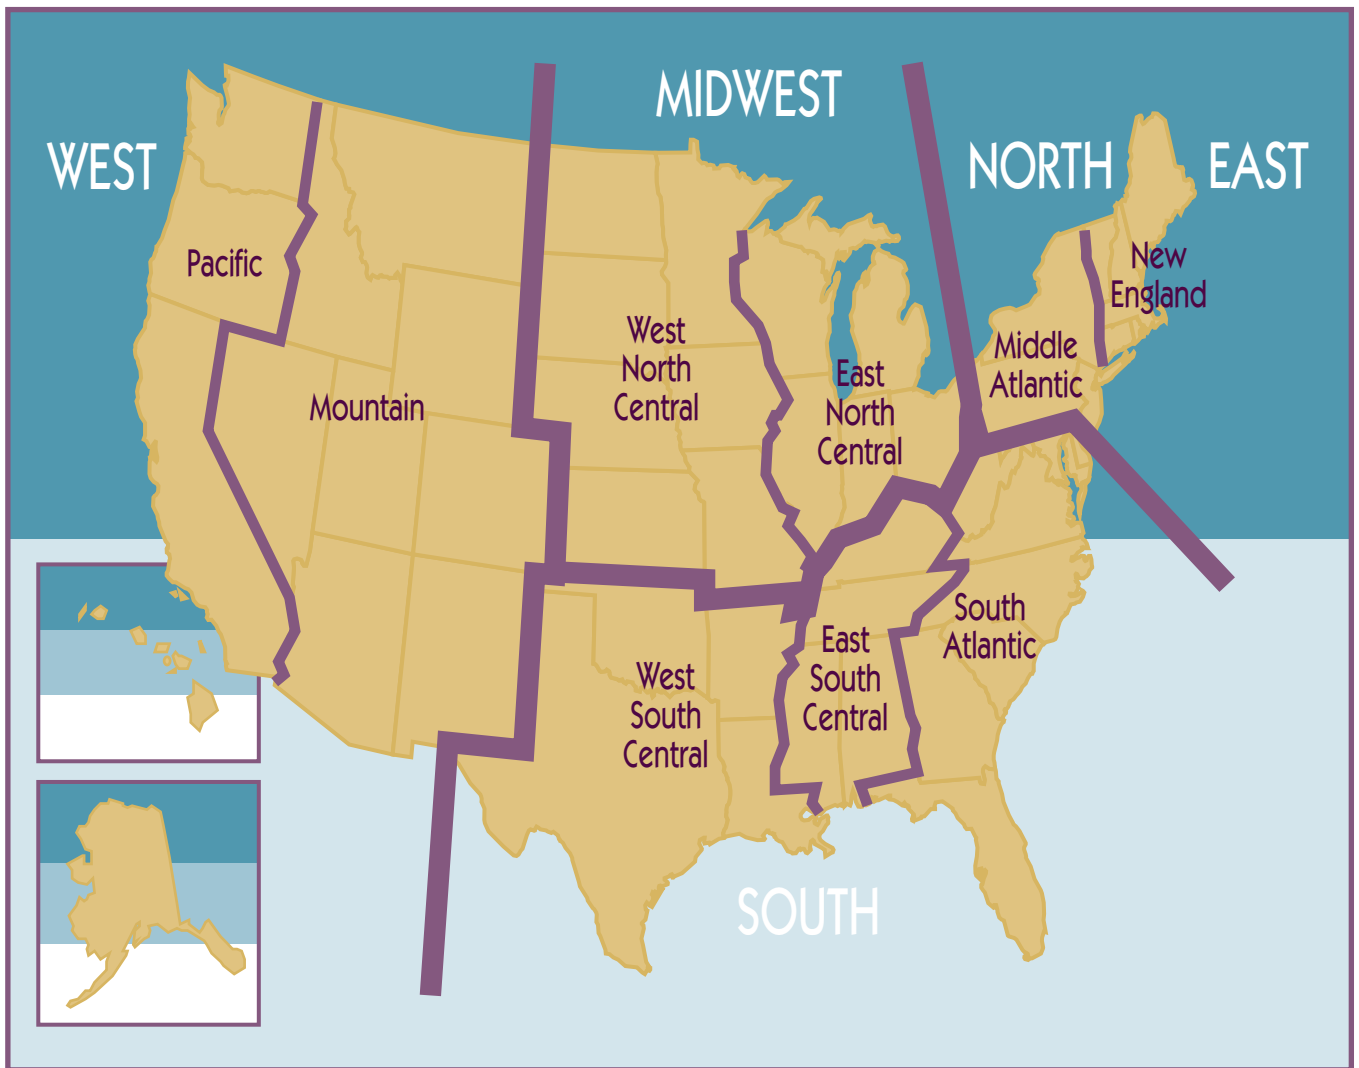 MIDWEST
WEST
NORTH EAST
Pacific
New
England
West
North
Central
Middle
Atlantic
East
North
Central
Mountain
South
Atlantic
East
South
Central
West
South
Central
SOUTH